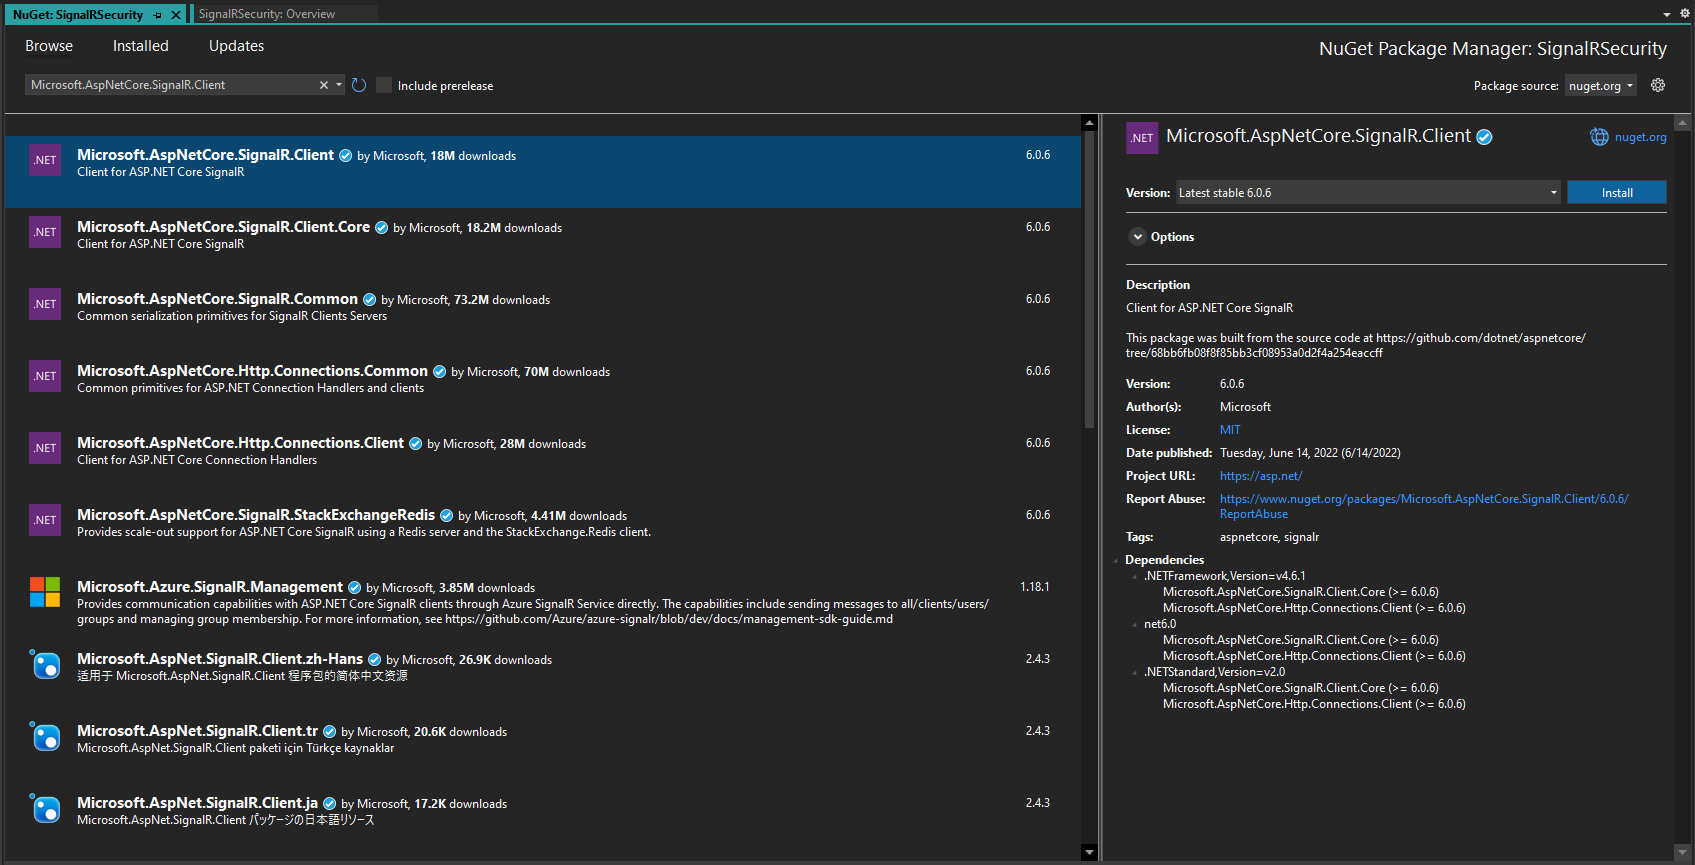 NuGet: SignalRSecurity
SignalRSecurity: Overview
Browse
Installed
Updates
NuGet Package Manager: SignalRSecurity
Microsoft.AspNetCore.SignalR.Client
Include prerelease
Package source:
nuget.org
.NET
Microsoft.AspNetCore.SignalR.Client by Microsoft, 18M downloads
6.0.6
Client for ASP.NET Core SignalR
.NET
Microsoft.AspNetCore.SignalR.Client.Core by Microsoft, 18.2M downloads
6.0.6
Client for ASP.NET Core SignalR
.NET
Microsoft.AspNetCore.SignalR.Common by Microsoft, 73.2M downloads
6.0.6
Common serialization primitives for SignalR Clients Servers
.NET
Microsoft.AspNetCore.Http.Connections.Common by Microsoft, 70M downloads
6.0.6
Common primitives for ASP.NET Connection Handlers and clients
.NET
Microsoft.AspNetCore.Http.Connections.Client by Microsoft, 28M downloads
6.0.6
Client for ASP.NET Core Connection Handlers
.NET
Microsoft.AspNetCore.SignalR.StackExchangeRedis by Microsoft, 4.41M downloads
6.0.6
Provides scale-out support for ASP.NET Core SignalR using a Redis server and the StackExchange.Redis client.
Microsoft.Azure.SignalR.Management by Microsoft, 3.85M downloads
1.18.1
Provides communication capabilities with ASP.NET Core SignalR clients through Azure SignalR Service directly. The capabilities include sending messages to all/clients/users/
groups and managing group membership. For more information, see https://github.com/Azure/azure-signalr/blob/dev/docs/management-sdk-guide.md
Microsoft.AspNet.SignalR.Client.zh-Hans by Microsoft, 26.9K downloads
2.4.3
适用于 Microsoft.AspNet.SignalR.Client 程序包的简体中文资源
Microsoft.AspNet.SignalR.Client.tr by Microsoft, 20.6K downloads
2.4.3
Microsoft.AspNet.SignalR.Client paketi için Türkçe kaynaklar
Microsoft.AspNet.SignalR.Client.ja by Microsoft, 17.2K downloads
2.4.3
Microsoft.AspNet.SignalR.Client パッケージの日本語リソース
.NET
Microsoft.AspNetCore.SignalR.Client
nuget.org
Version:
Latest stable 6.0.6
Install
Options
Description
Client for ASP.NET Core SignalR
This package was built from the source code at https://github.com/dotnet/aspnetcore/
tree/68bb6fb08f8f85bb3cf08953a0d2f4a254eaccff
Version: 6.0.6
Author(s): Microsoft
License: MIT
Date published: Tuesday, June 14, 2022 (6/14/2022)
Project URL: https://asp.net/
Report Abuse: https://www.nuget.org/packages/Microsoft.AspNetCore.SignalR.Client/6.0.6/
ReportAbuse
Tags: aspnetcore, signalr
Dependencies
.NETFramework,Version=v4.6.1
Microsoft.AspNetCore.SignalR.Client.Core (>= 6.0.6)
Microsoft.AspNetCore.Http.Connections.Client (>= 6.0.6)
net6.0
Microsoft.AspNetCore.SignalR.Client.Core (>= 6.0.6)
Microsoft.AspNetCore.Http.Connections.Client (>= 6.0.6)
.NETStandard,Version=v2.0
Microsoft.AspNetCore.SignalR.Client.Core (>= 6.0.6)
Microsoft.AspNetCore.Http.Connections.Client (>= 6.0.6)